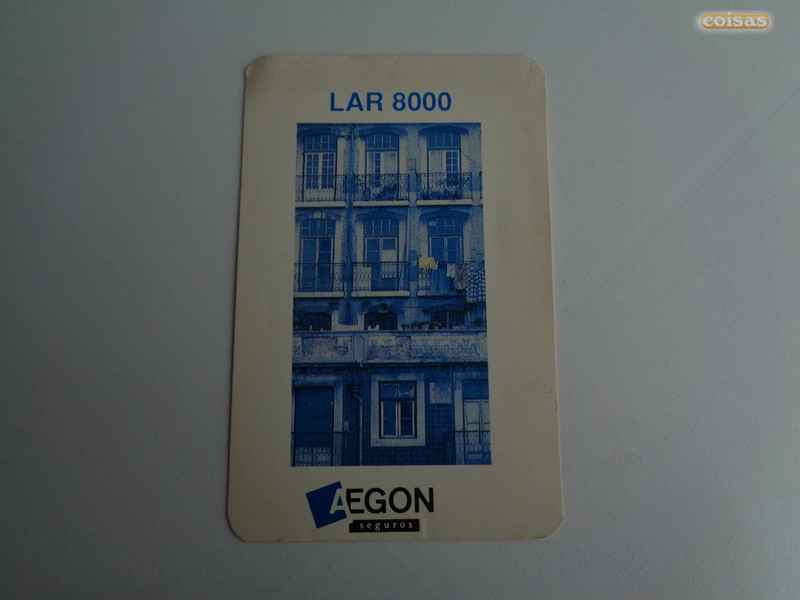 coisas
LAR 8000
AEGON
seguros